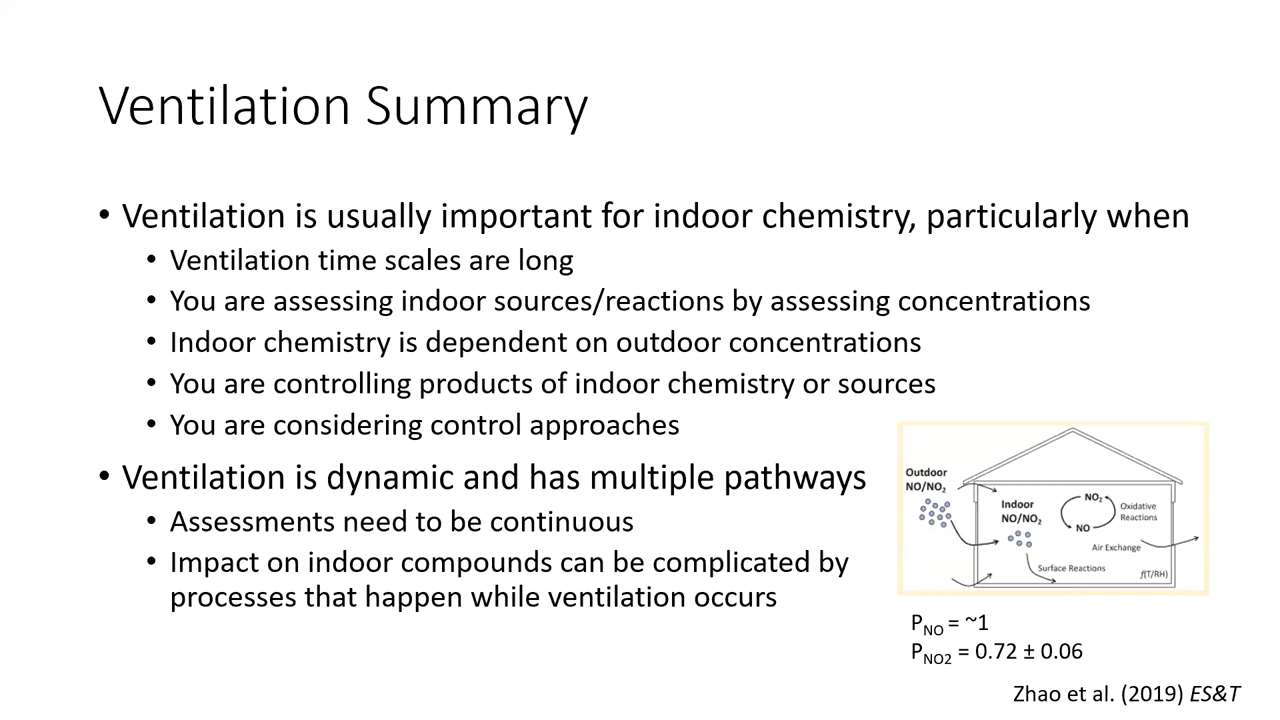 Ventilation Summary
• Ventilation is usually important for indoor chemistry, particularly when
• Ventilation time scales are long
• You are assessing indoor sources/reactions by assessing concentrations
• Indoor chemistry is dependent on outdoor concentrations
• You are controlling products of indoor chemistry or sources
• You are considering control approaches
• Ventilation is dynamic and has multiple pathways
• Assessments need to be continuous
• Impact on indoor compounds can be complicated by
processes that happen while ventilation occurs
Outdoor
NO/NO₂
Indoor
NO/NO₂
NO₂
NO
Oxidative
Reactions
Air Exchange
Surface Reactions
f(T/RH)
P_NO = ~1
P_NO2 = 0.72 ± 0.06
Zhao et al. (2019) ES&T